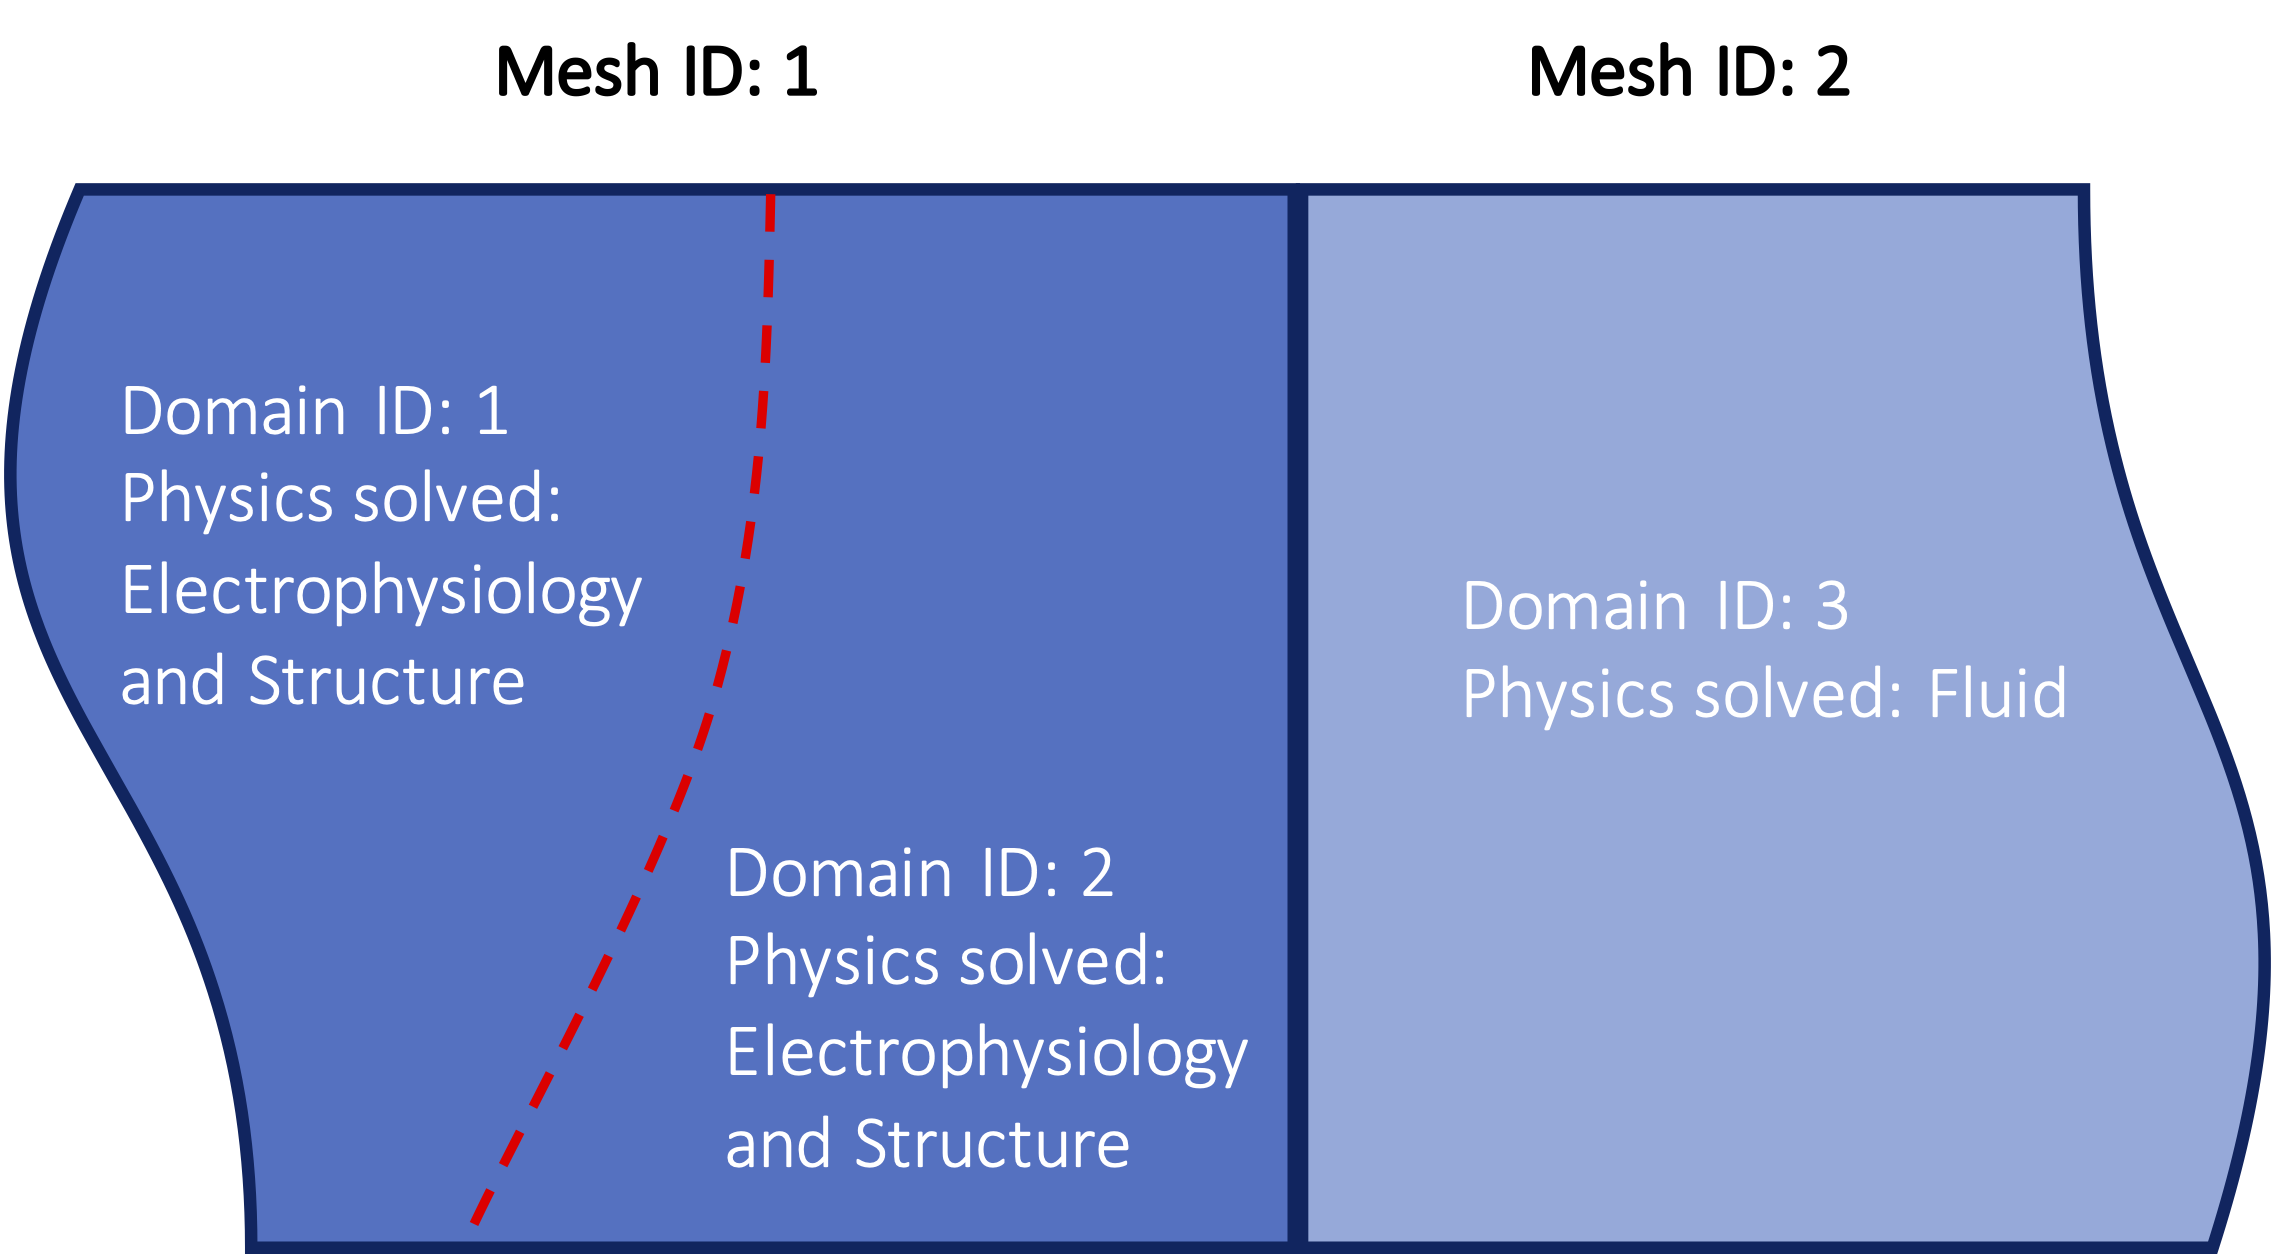 Mesh ID: 1
Mesh ID: 2
Domain ID: 1
Physics solved:
Electrophysiology
and Structure
Domain ID: 2
Physics solved:
Electrophysiology
and Structure
Domain ID: 3
Physics solved: Fluid